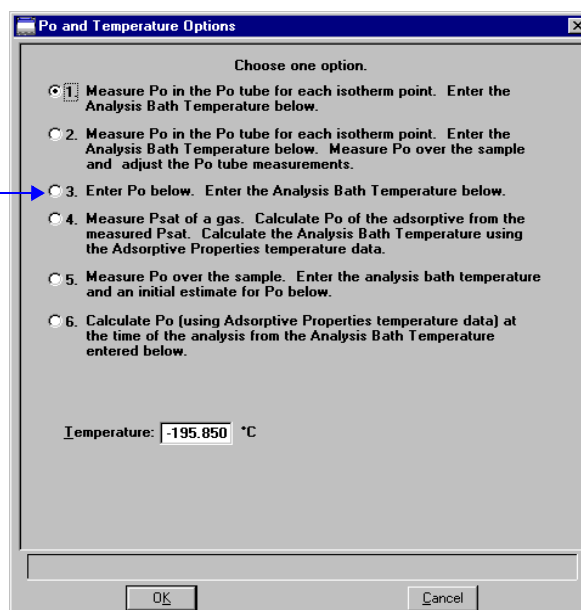 Po and Temperature Options
Choose one option.
1. Measure Po in the Po tube for each isotherm point. Enter the
Analysis Bath Temperature below.
2. Measure Po in the Po tube for each isotherm point. Enter the
Analysis Bath Temperature below. Measure Po over the sample
and adjust the Po tube measurements.
3. Enter Po below. Enter the Analysis Bath Temperature below.
4. Measure Psat of a gas. Calculate Po of the adsorptive from the
measured Psat. Calculate the Analysis Bath Temperature using
the Adsorptive Properties temperature data.
5. Measure Po over the sample. Enter the analysis bath temperature
and an initial estimate for Po below.
6. Calculate Po (using Adsorptive Properties temperature data) at
the time of the analysis from the Analysis Bath Temperature
entered below.
Temperature: -195.850 °C
OK Cancel